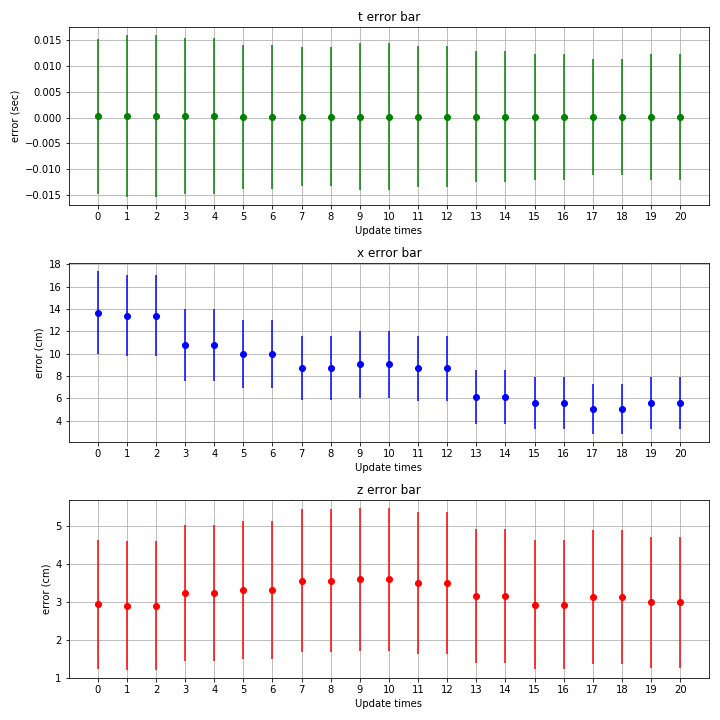 t error bar
error (sec)
0.015
0.010
0.005
0.000
−0.005
−0.010
−0.015
0 1 2 3 4 5 6 7 8 9 10 11 12 13 14 15 16 17 18 19 20
Update times
x error bar
error (cm)
18
16
14
12
10
8
6
4
0 1 2 3 4 5 6 7 8 9 10 11 12 13 14 15 16 17 18 19 20
Update times
z error bar
error (cm)
5
4
3
2
1
0 1 2 3 4 5 6 7 8 9 10 11 12 13 14 15 16 17 18 19 20
Update times